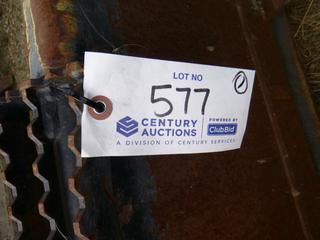 LOT NO
577
CENTURY
AUCTIONS
POWERED BY
ClubBid
A DIVISION OF CENTURY SERVICES